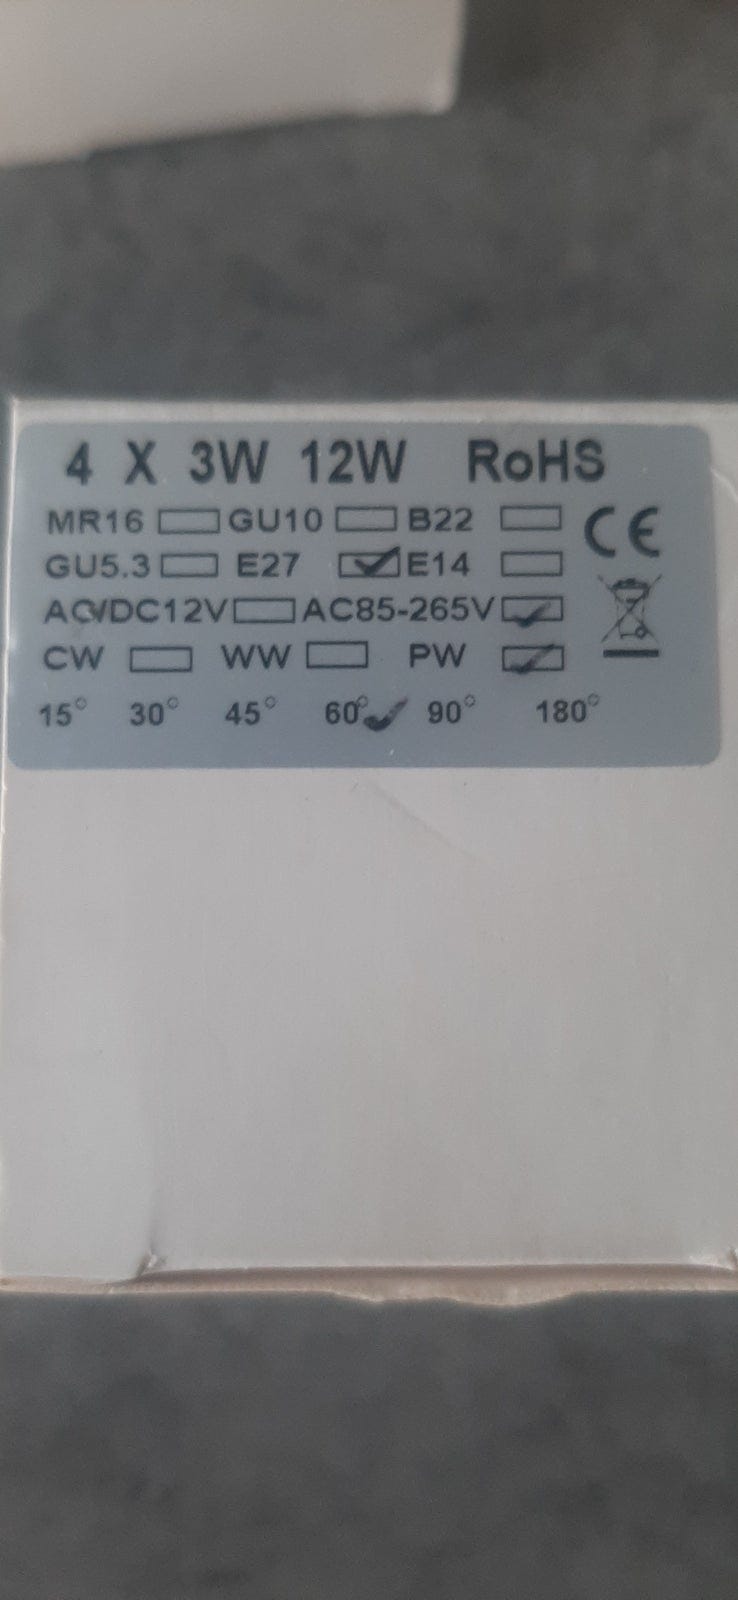 4 X 3W 12W RoHS
MR16 GU10 B22 CE
GU5.3 E27 E14
AC/DC12V AC85-265V
CW WW PW
15° 30° 45° 60° 90° 180°